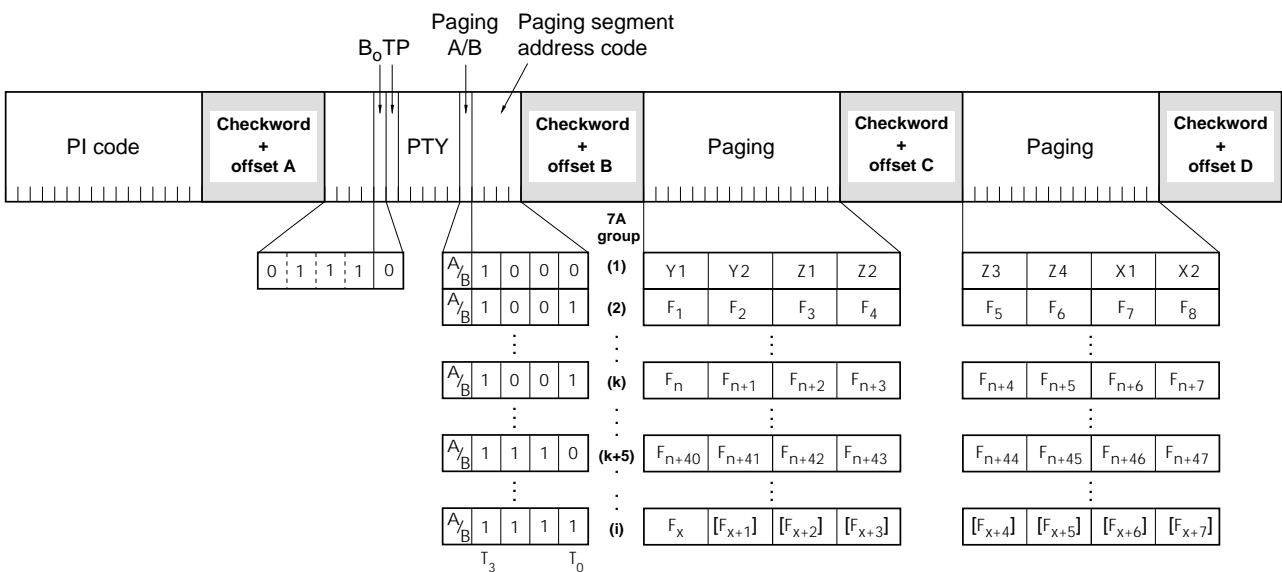 Paging Paging segment
B₀TP A/B address code
PI code Checkword + offset A PTY Checkword + offset B Paging Checkword + offset C Paging Checkword + offset D
7A group
0 1 1 1 0 A/B 1 0 0 0 (1) Y1 Y2 Z1 Z2 Z3 Z4 X1 X2
A/B 1 0 0 1 (2) F₁ F₂ F₃ F₄ F₅ F₆ F₇ F₈
A/B 1 0 0 1 (k) Fₙ Fₙ₊₁ Fₙ₊₂ Fₙ₊₃ Fₙ₊₄ Fₙ₊₅ Fₙ₊₆ Fₙ₊₇
A/B 1 1 1 0 (k+5) Fₙ₊₄₀ Fₙ₊₄₁ Fₙ₊₄₂ Fₙ₊₄₃ Fₙ₊₄₄ Fₙ₊₄₅ Fₙ₊₄₆ Fₙ₊₄₇
A/B 1 1 1 1 (i) Fₓ [Fₓ₊₁] [Fₓ₊₂] [Fₓ₊₃] [Fₓ₊₄] [Fₓ₊₅] [Fₓ₊₆] [Fₓ₊₇]
T₃ T₀